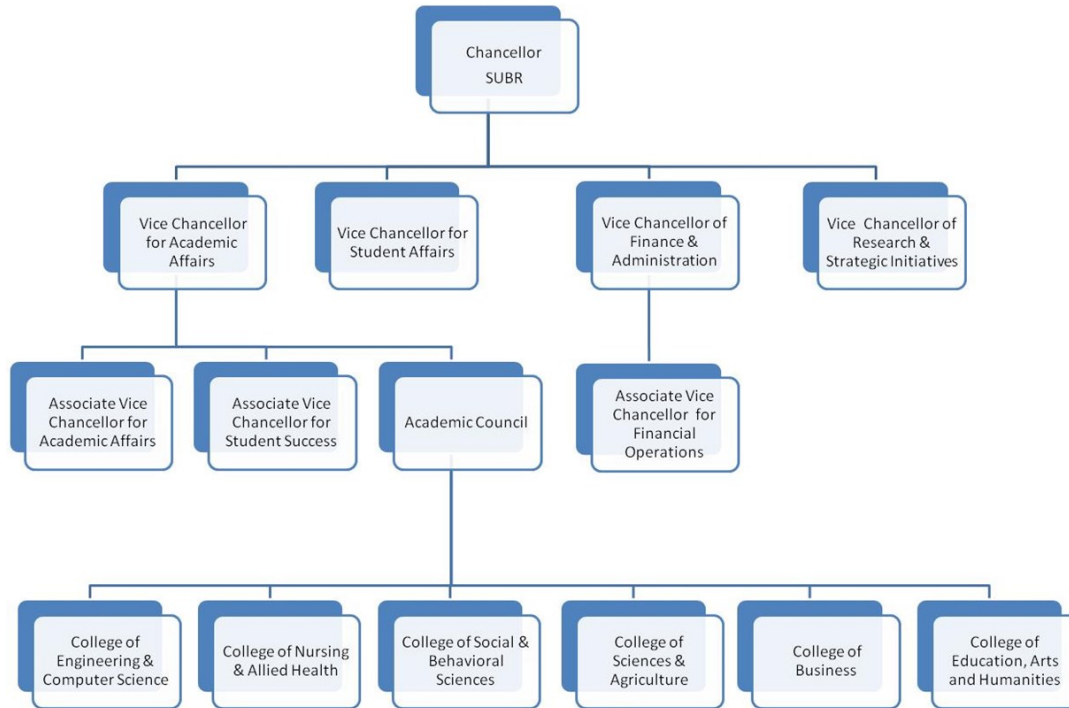 Chancellor
SUBR
Vice Chancellor
for Academic
Affairs
Vice Chancellor for
Student Affairs
Vice Chancellor of
Finance &
Administration
Vice Chancellor of
Research &
Strategic Initiatives
Associate Vice
Chancellor for
Academic Affairs
Associate Vice
Chancellor for
Student Success
Academic Council
Associate Vice
Chancellor for
Financial
Operations
College of
Engineering &
Computer Science
College of Nursing
& Allied Health
College of Social &
Behavioral
Sciences
College of
Sciences &
Agriculture
College of
Business
College of
Education, Arts
and Humanities